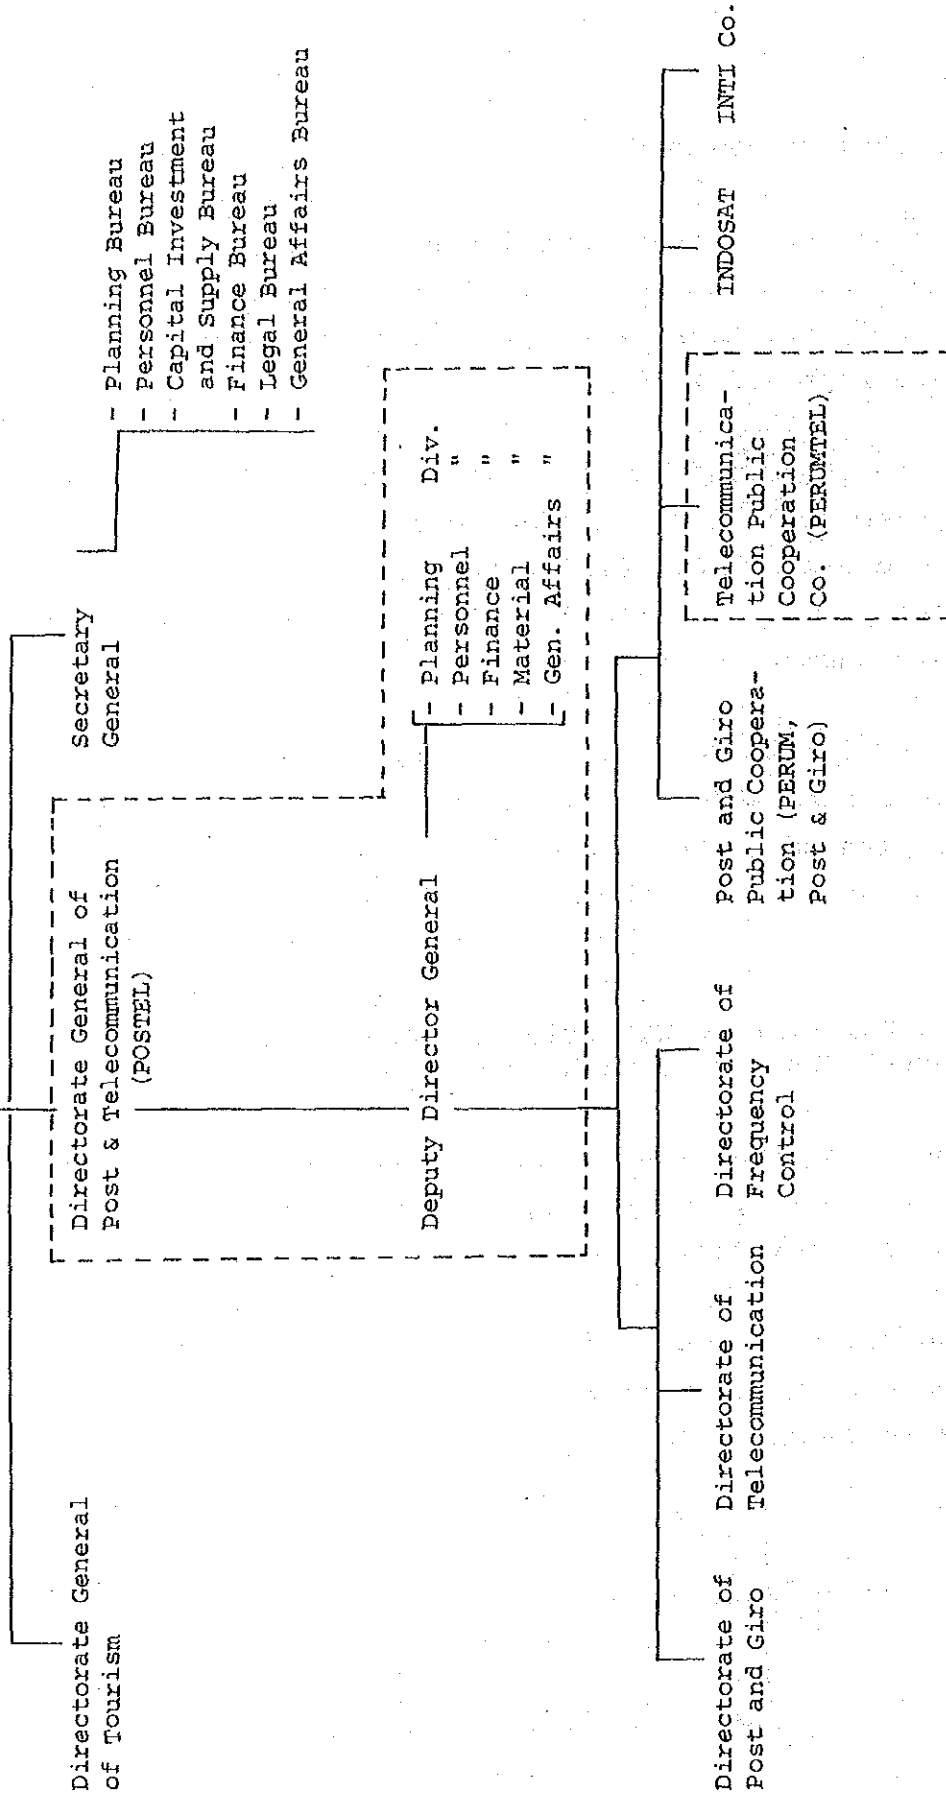 Directorate General
of Tourism
Directorate General of
Post & Telecommunication
(POSTEL)
Secretary
General
- Planning Bureau
- Personnel Bureau
- Capital Investment
and Supply Bureau
- Finance Bureau
- Legal Bureau
- General Affairs Bureau
Deputy Director General
- Planning Div.
- Personnel "
- Finance "
- Material "
- Gen. Affairs "
Directorate of
Post and Giro
Directorate of
Telecommunication
Directorate of
Frequency
Control
Post and Giro
Public Coopera-
tion (PERUM,
Post & Giro)
Telecommunica-
tion Public
Cooperation
Co. (PERUMTEL)
INDOSAT
INTI Co.